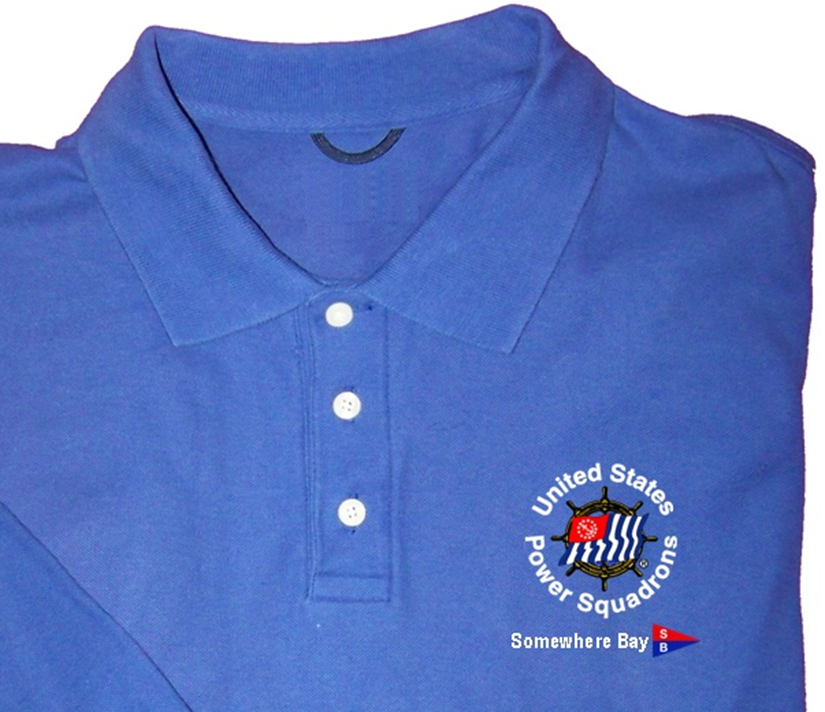 United States
Power Squadrons
Somewhere Bay
S
B